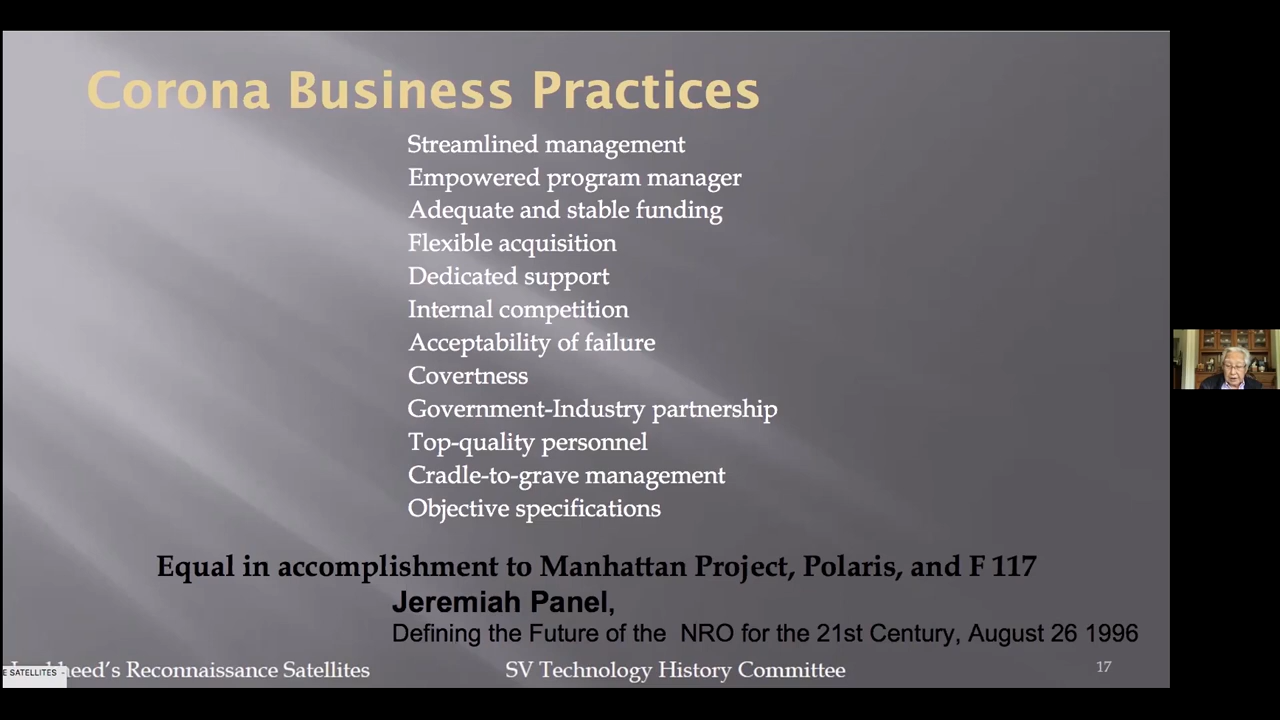 Corona Business Practices
Streamlined management
Empowered program manager
Adequate and stable funding
Flexible acquisition
Dedicated support
Internal competition
Acceptability of failure
Covertness
Government-Industry partnership
Top-quality personnel
Cradle-to-grave management
Objective specifications
Equal in accomplishment to Manhattan Project, Polaris, and F 117
Jeremiah Panel,
Defining the Future of the NRO for the 21st Century, August 26 1996
heed's Reconnaissance Satellites SV Technology History Committee 17
E SATELLITES -